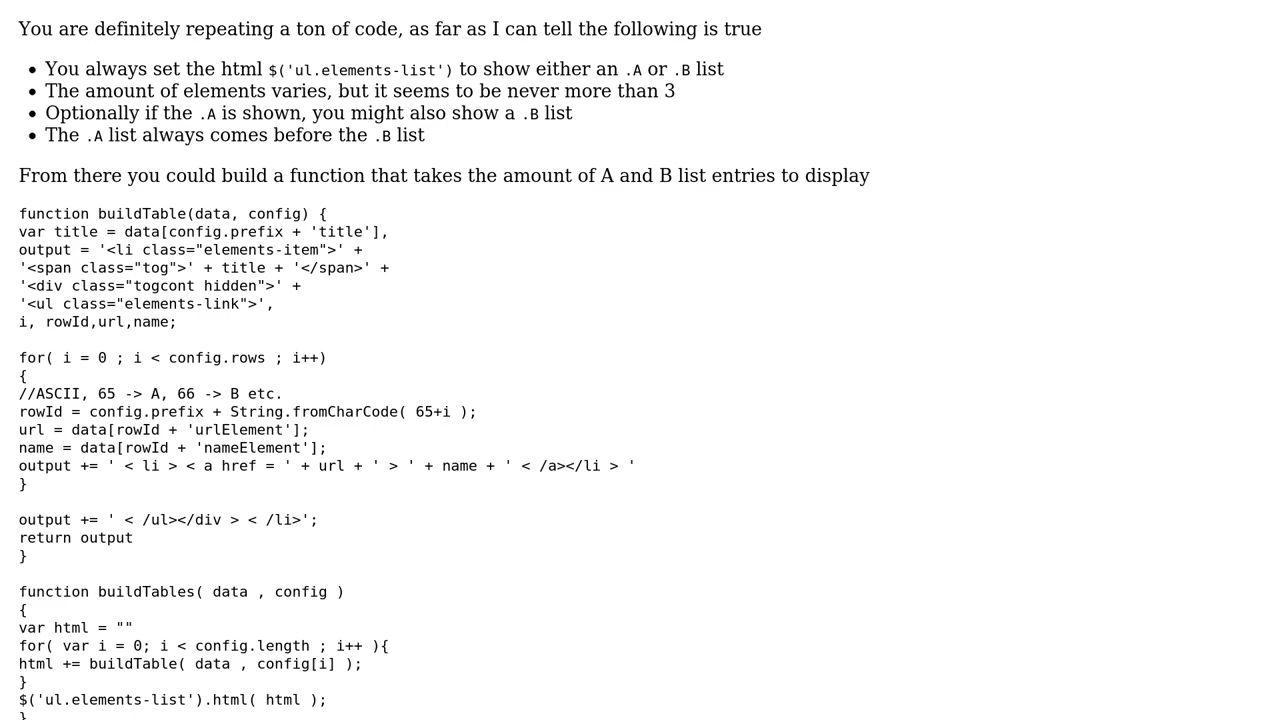 You are definitely repeating a ton of code, as far as I can tell the following is true
• You always set the html $('ul.elements-list') to show either an .A or .B list
• The amount of elements varies, but it seems to be never more than 3
• Optionally if the .A is shown, you might also show a .B list
• The .A list always comes before the .B list
From there you could build a function that takes the amount of A and B list entries to display
function buildTable(data, config) {
var title = data[config.prefix + 'title'],
output = '<li class="elements-item">' +
'<span class="tog">' + title + '</span>' +
'<div class="togcont hidden">' +
'<ul class="elements-link">',
i, rowId,url,name;
for( i = 0 ; i < config.rows ; i++)
{
//ASCII, 65 -> A, 66 -> B etc.
rowId = config.prefix + String.fromCharCode( 65+i );
url = data[rowId + 'urlElement'];
name = data[rowId + 'nameElement'];
output += ' < li > < a href = ' + url + ' > ' + name + ' < /a></li > '
}
output += ' < /ul></div > < /li>';
return output
}
function buildTables( data , config )
{
var html = ""
for( var i = 0; i < config.length ; i++ ){
html += buildTable( data , config[i] );
}
$('ul.elements-list').html( html );
}